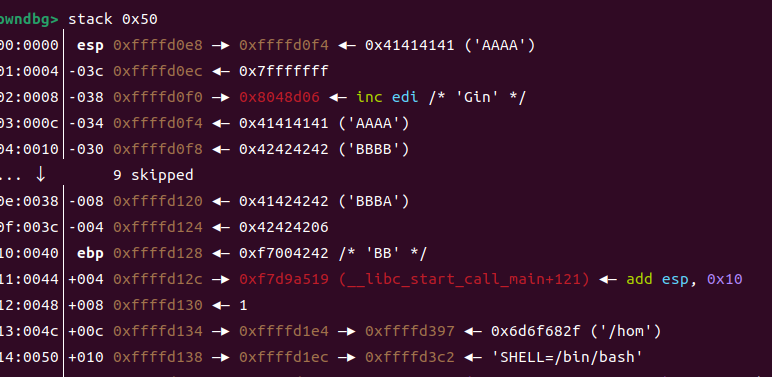 pwndbg> stack 0x50
00:0000│ esp 0xffffd0e8 —▸ 0xffffd0f4 ◂— 0x41414141 ('AAAA')
01:0004│-03c 0xffffd0ec ◂— 0x7fffffff
02:0008│-038 0xffffd0f0 —▸ 0x8048d06 ◂— inc edi /* 'Gin' */
03:000c│-034 0xffffd0f4 ◂— 0x41414141 ('AAAA')
04:0010│-030 0xffffd0f8 ◂— 0x42424242 ('BBBB')
... ↓ 9 skipped
0e:0038│-008 0xffffd120 ◂— 0x41424242 ('BBBA')
0f:003c│-004 0xffffd124 ◂— 0x42424206
10:0040│ ebp 0xffffd128 ◂— 0xf7004242 /* 'BB' */
11:0044│+004 0xffffd12c —▸ 0xf7d9a519 (__libc_start_call_main+121) ◂— add esp, 0x10
12:0048│+008 0xffffd130 ◂— 1
13:004c│+00c 0xffffd134 —▸ 0xffffd1e4 —▸ 0xffffd397 ◂— 0x6d6f682f ('/hom')
14:0050│+010 0xffffd138 —▸ 0xffffd1ec —▸ 0xffffd3c2 ◂— 'SHELL=/bin/bash'